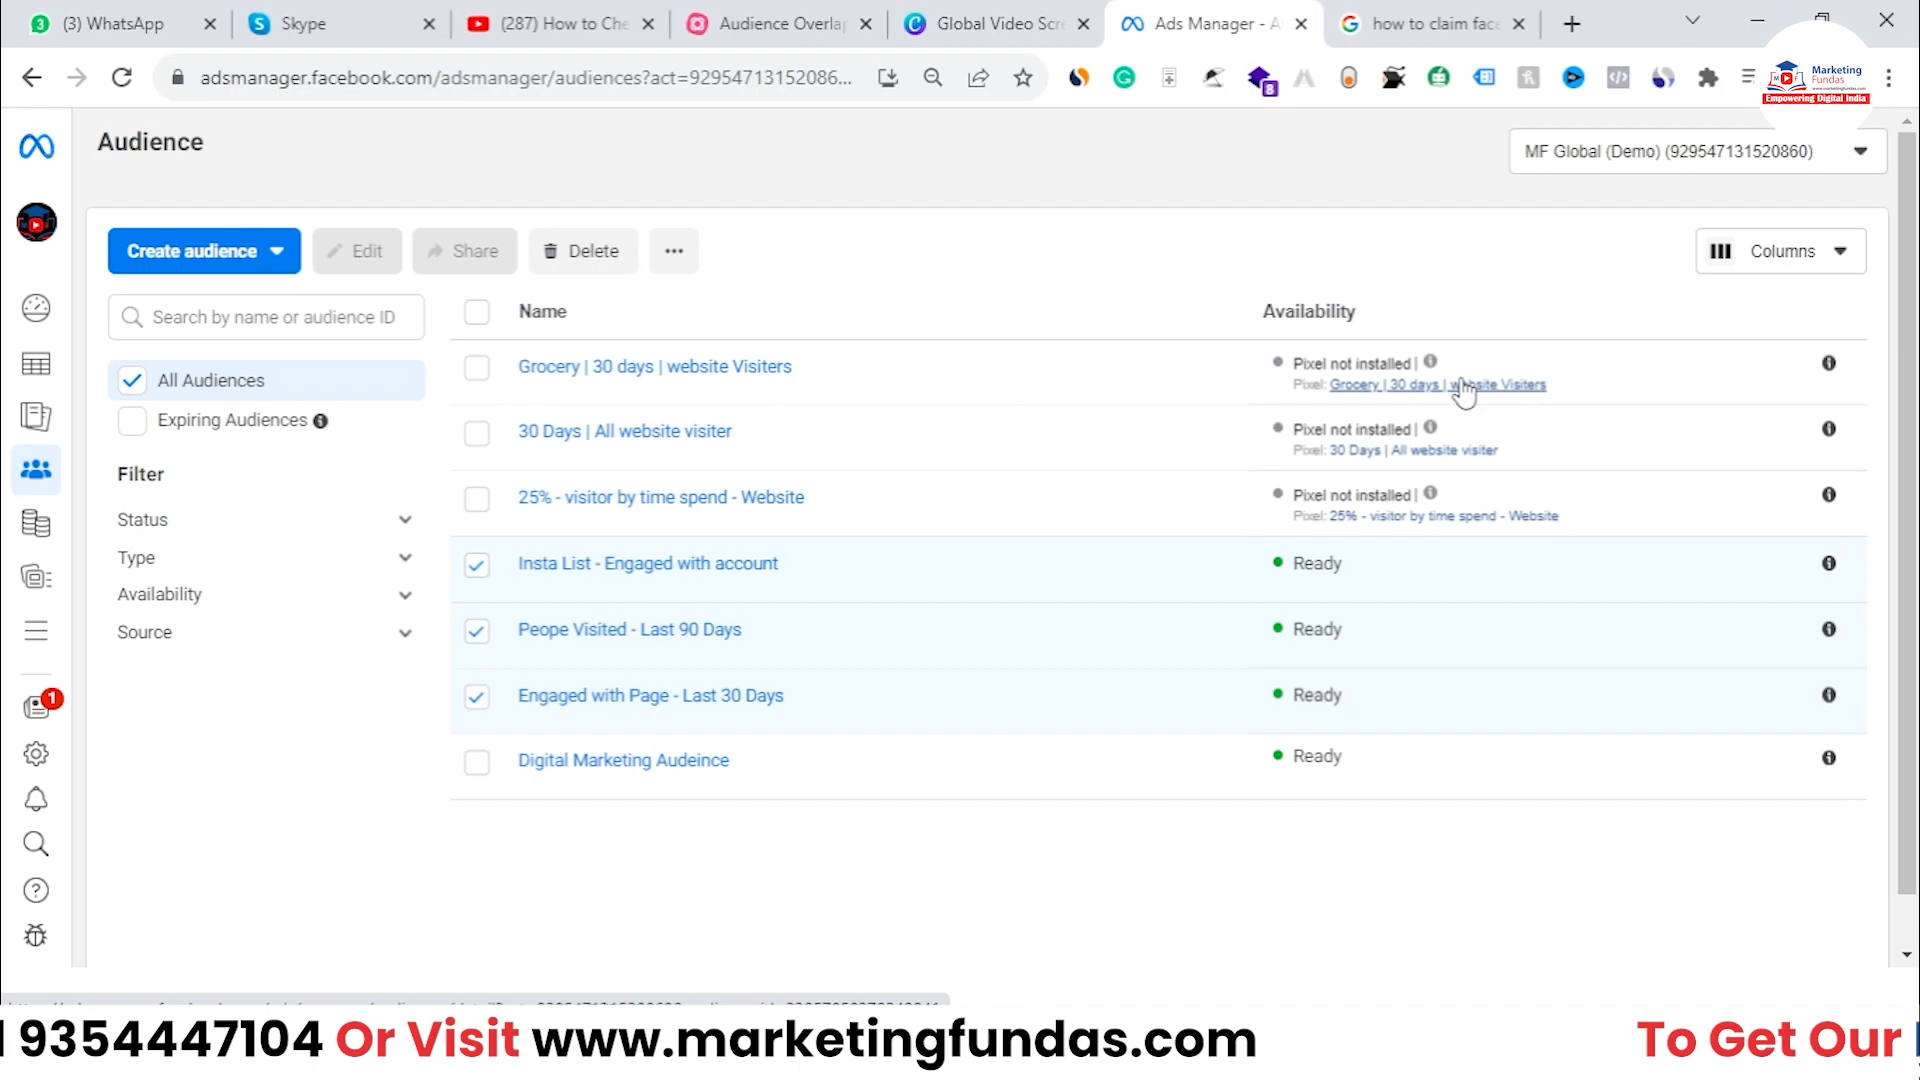 (3) WhatsApp
Skype
(287) How to Che
Audience Overlap
Global Video Scre
Ads Manager - A
how to claim face
adsmanager.facebook.com/adsmanager/audiences?act=92954713152086...
8
Marketing
Fundas
www.marketingfundas.com
Empowering Digital India
Audience
MF Global (Demo) (929547131520860)
Create audience
Edit
Share
Delete
Columns
Search by name or audience ID
All Audiences
Expiring Audiences
Filter
Status
Type
Availability
Source
1
Name
Availability
Grocery | 30 days | website Visiters
Pixel not installed |
Pixel: Grocery | 30 days | website Visiters
30 Days | All website visiter
Pixel not installed |
Pixel: 30 Days | All website visiter
25% - visitor by time spend - Website
Pixel not installed |
Pixel: 25% - visitor by time spend - Website
Insta List - Engaged with account
Ready
Peope Visited - Last 90 Days
Ready
Engaged with Page - Last 30 Days
Ready
Digital Marketing Audeince
Ready
9354447104 Or Visit www.marketingfundas.com
To Get Our